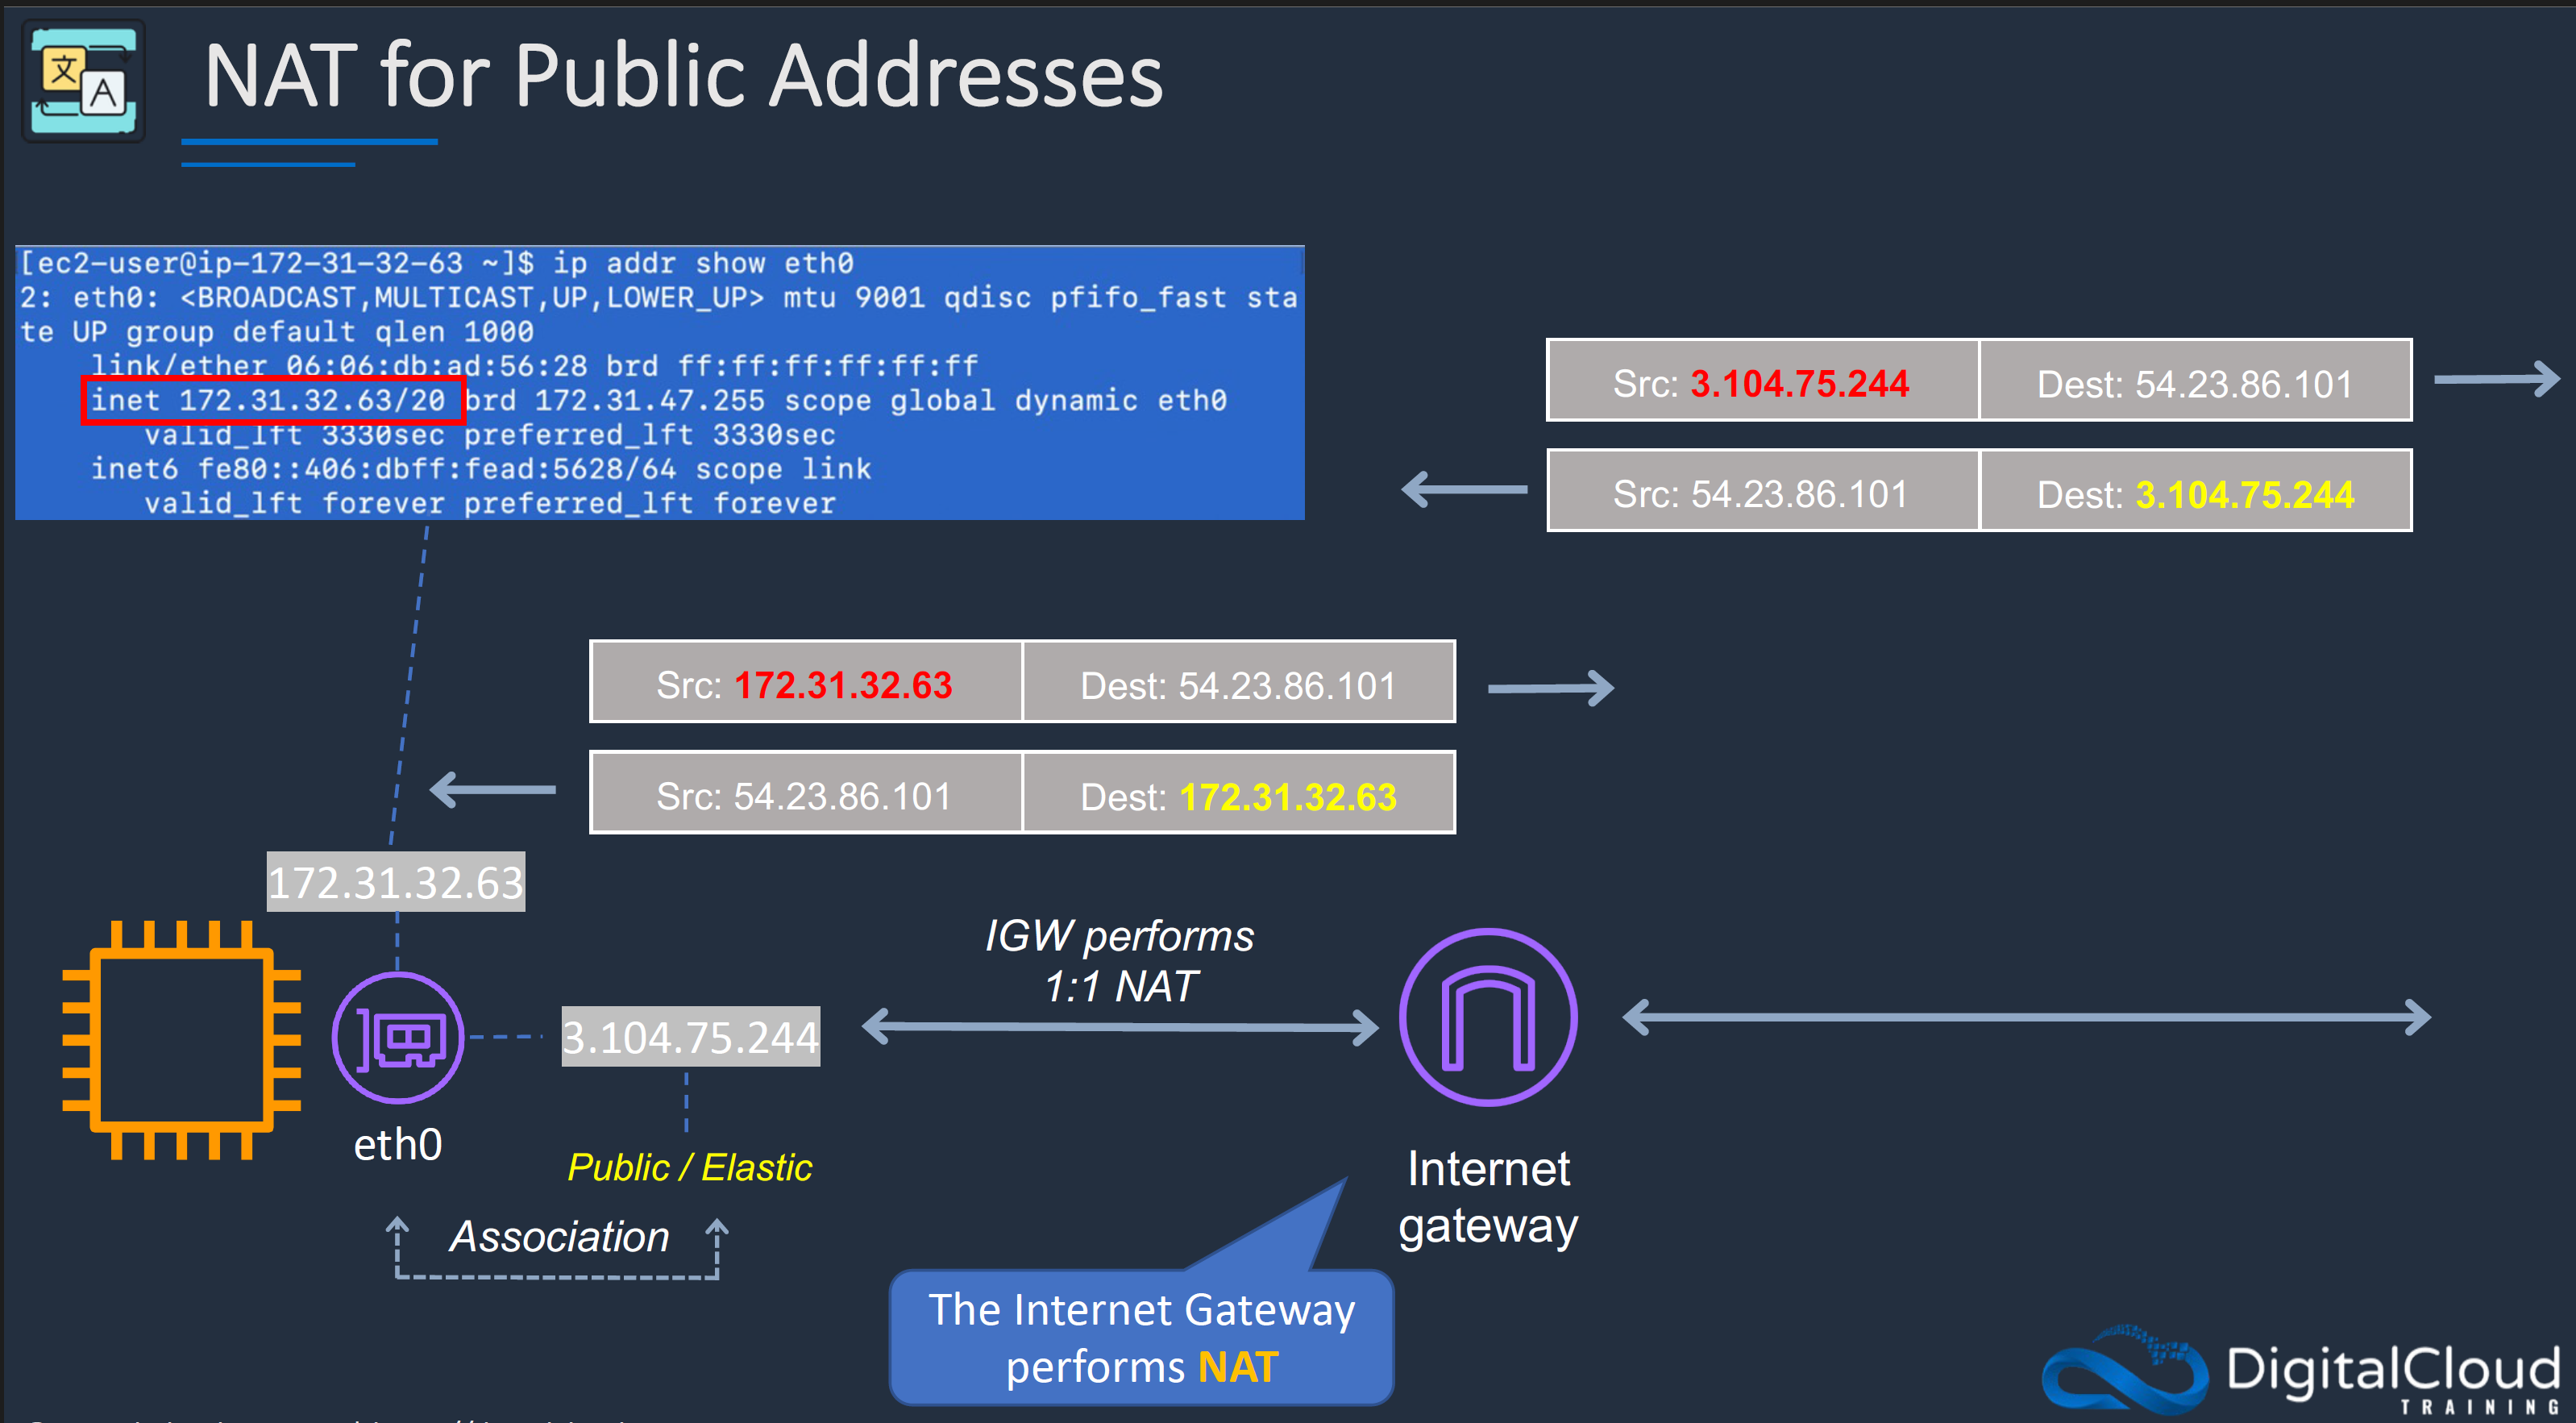 文
A
NAT for Public Addresses
[ec2-user@ip-172-31-32-63 ~]$ ip addr show eth0
2: eth0: <BROADCAST,MULTICAST,UP,LOWER_UP> mtu 9001 qdisc pfifo_fast sta
te UP group default qlen 1000
link/ether 06:06:db:ad:56:28 brd ff:ff:ff:ff:ff:ff
inet 172.31.32.63/20 brd 172.31.47.255 scope global dynamic eth0
valid_lft 3330sec preferred_lft 3330sec
inet6 fe80::406:dbff:fead:5628/64 scope link
valid_lft forever preferred_lft forever
Src: 3.104.75.244 Dest: 54.23.86.101
Src: 54.23.86.101 Dest: 3.104.75.244
Src: 172.31.32.63 Dest: 54.23.86.101
Src: 54.23.86.101 Dest: 172.31.32.63
172.31.32.63
IGW performs
1:1 NAT
3.104.75.244
eth0
Public / Elastic
Association
Internet
gateway
The Internet Gateway
performs NAT
DigitalCloud
TRAINING